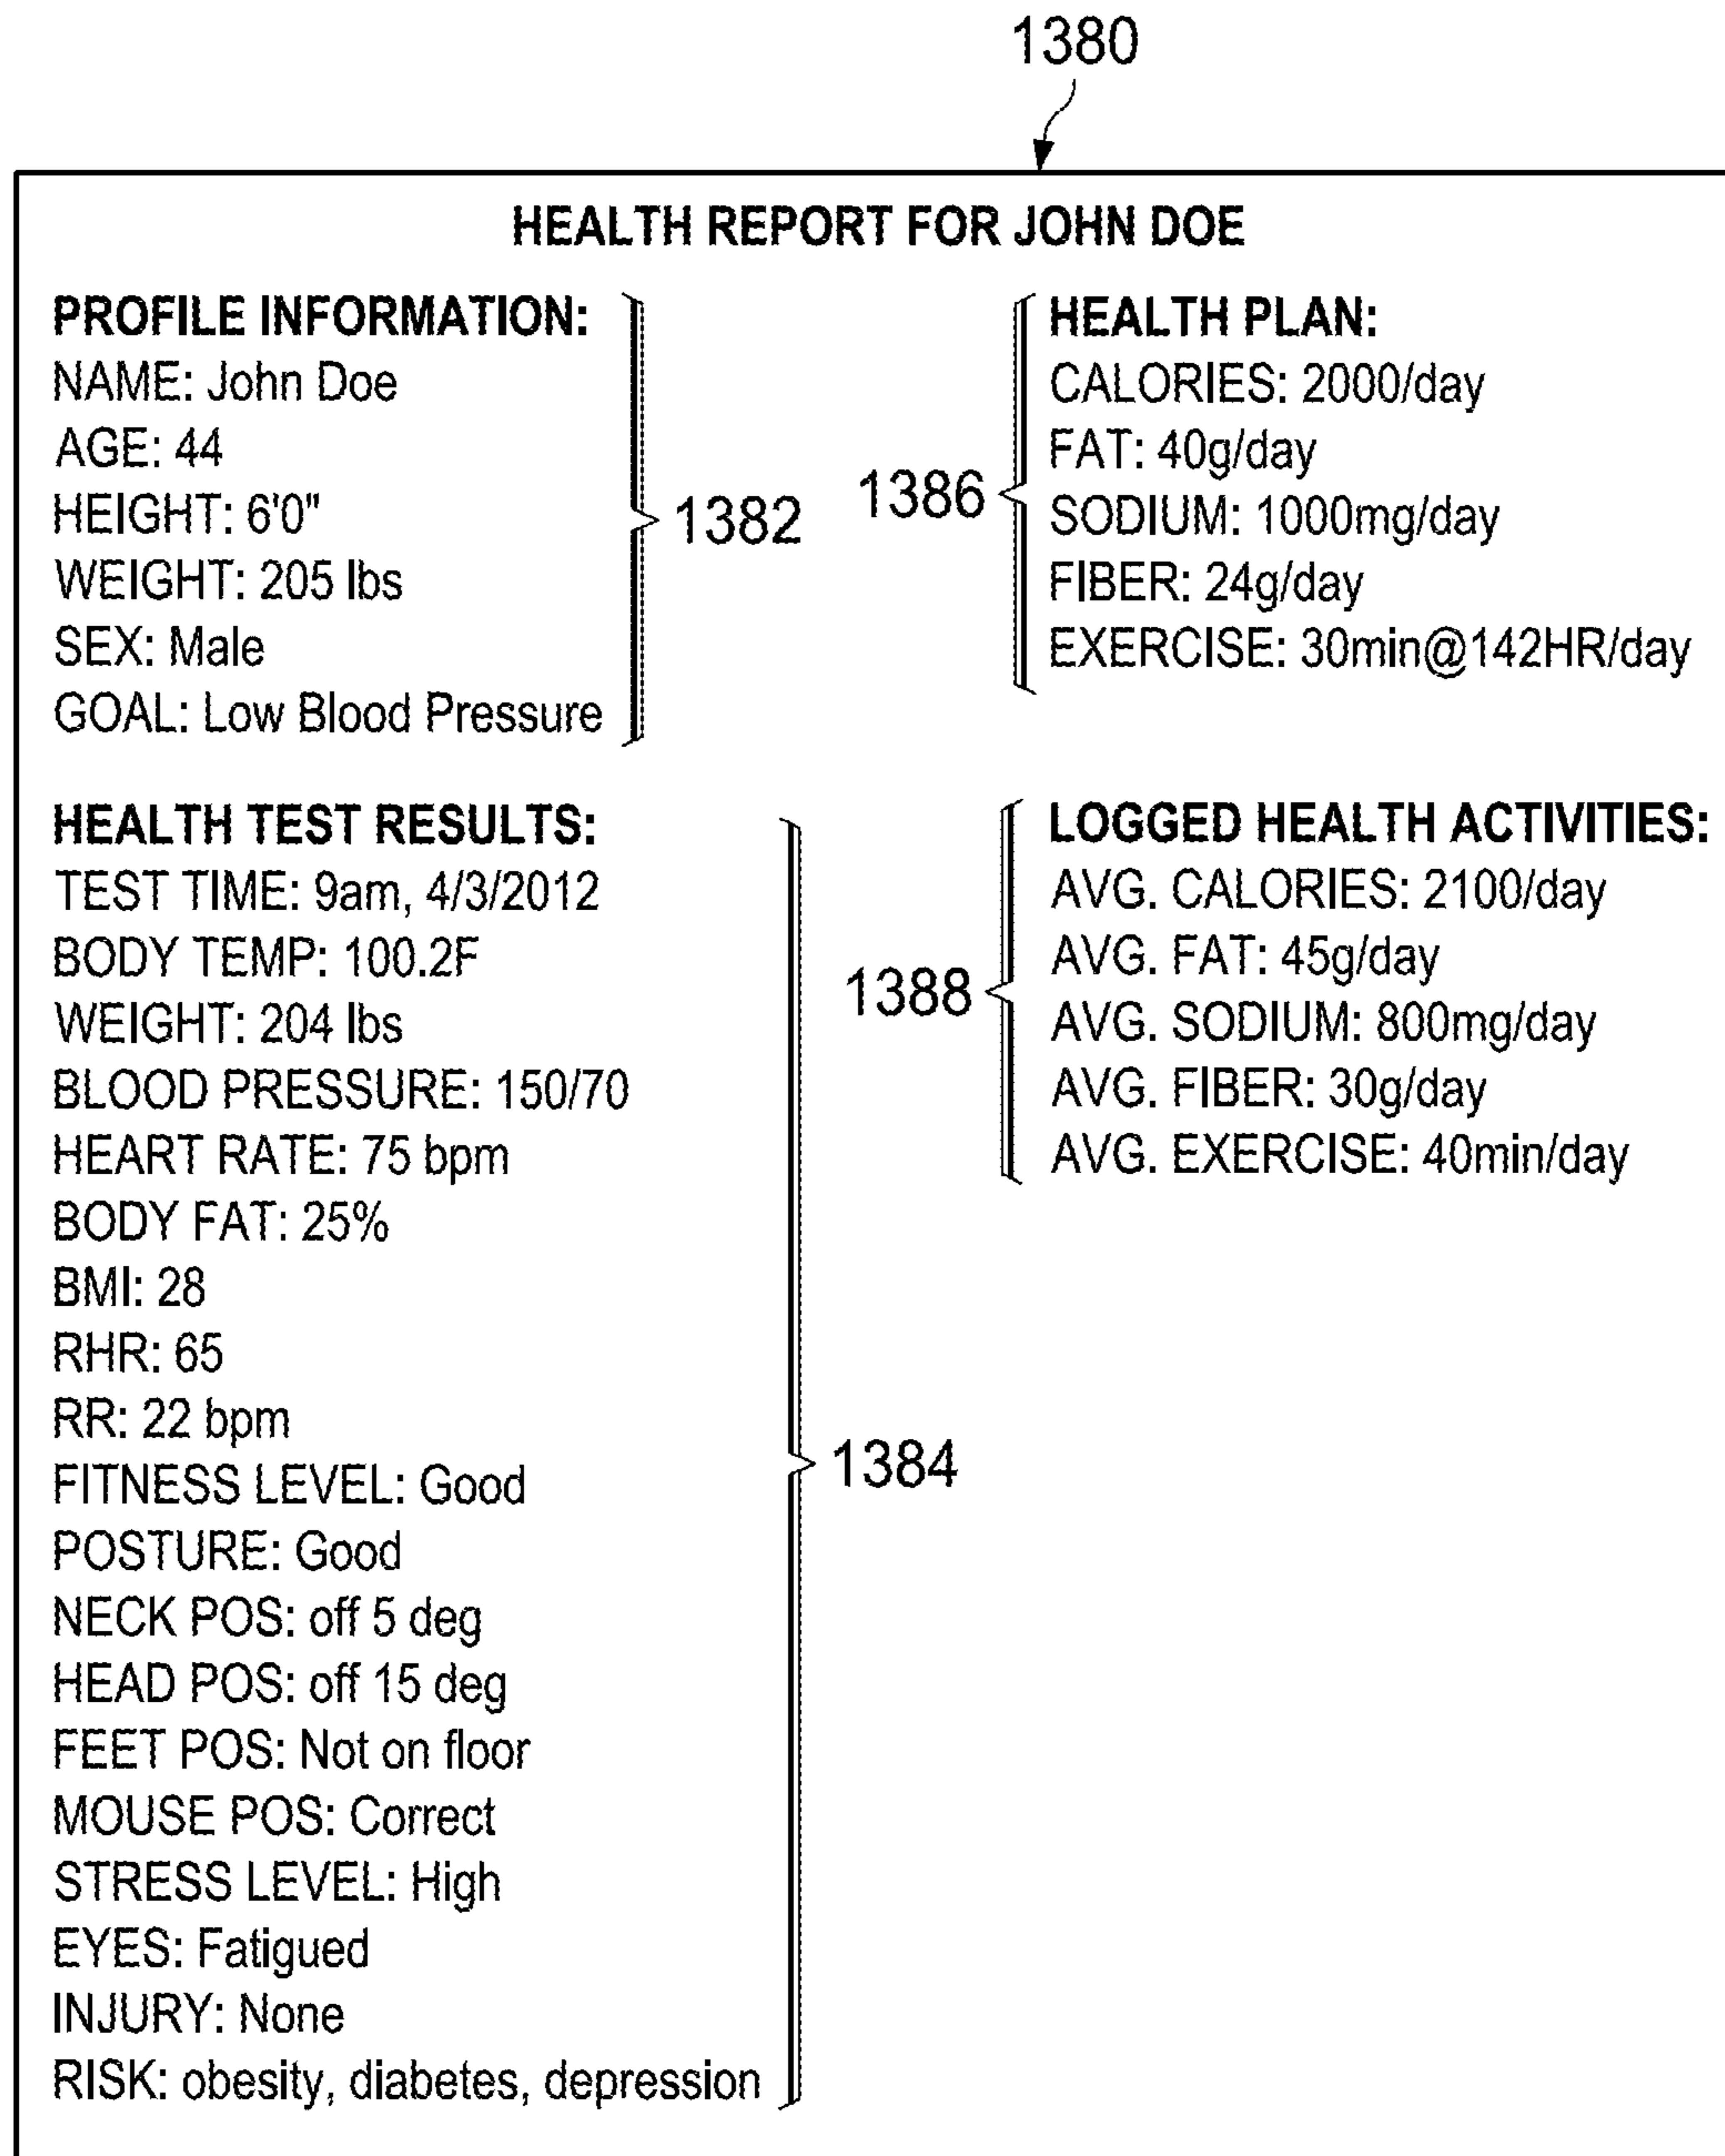 1380
HEALTH REPORT FOR JOHN DOE
PROFILE INFORMATION:
NAME: John Doe
AGE: 44
HEIGHT: 6'0"
WEIGHT: 205 lbs
SEX: Male
GOAL: Low Blood Pressure
1382
1386
HEALTH PLAN:
CALORIES: 2000/day
FAT: 40g/day
SODIUM: 1000mg/day
FIBER: 24g/day
EXERCISE: 30min@142HR/day
HEALTH TEST RESULTS:
TEST TIME: 9am, 4/3/2012
BODY TEMP: 100.2F
WEIGHT: 204 lbs
BLOOD PRESSURE: 150/70
HEART RATE: 75 bpm
BODY FAT: 25%
BMI: 28
RHR: 65
RR: 22 bpm
FITNESS LEVEL: Good
POSTURE: Good
NECK POS: off 5 deg
HEAD POS: off 15 deg
FEET POS: Not on floor
MOUSE POS: Correct
STRESS LEVEL: High
EYES: Fatigued
INJURY: None
RISK: obesity, diabetes, depression
1384
1388
LOGGED HEALTH ACTIVITIES:
AVG. CALORIES: 2100/day
AVG. FAT: 45g/day
AVG. SODIUM: 800mg/day
AVG. FIBER: 30g/day
AVG. EXERCISE: 40min/day